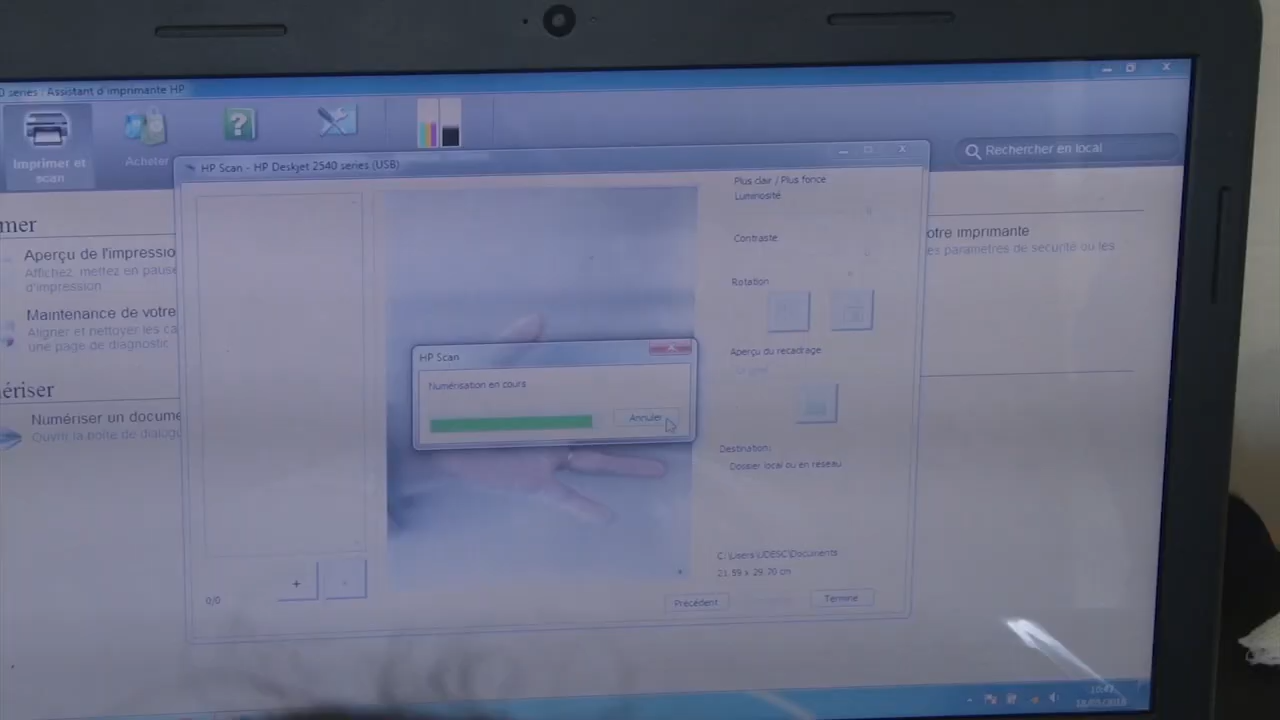 0 series : Assistant d'imprimante HP
Imprimer et
scan
Acheter
Rechercher en local
HP Scan - HP Deskjet 2540 series (USB)
mer
Aperçu de l'impressio
Affichez, mettez en pause
d'impression
Maintenance de votre
Aligner et nettoyer les ca
une page de diagnostic
ériser
Numériser un docume
Ouvrir la boîte de dialog
0/0
HP Scan
Numérisation en cours
Annuler
Plus clair / Plus foncé
Luminosité
Contraste
Rotation
Aperçu du recadrage
Destination:
Dossier local ou en réseau
C:\Users\UDESC\Documents
21.59 x 29.70 cm
Précédent
Terminé
otre imprimante
es paramètres de sécurité ou les
10:43